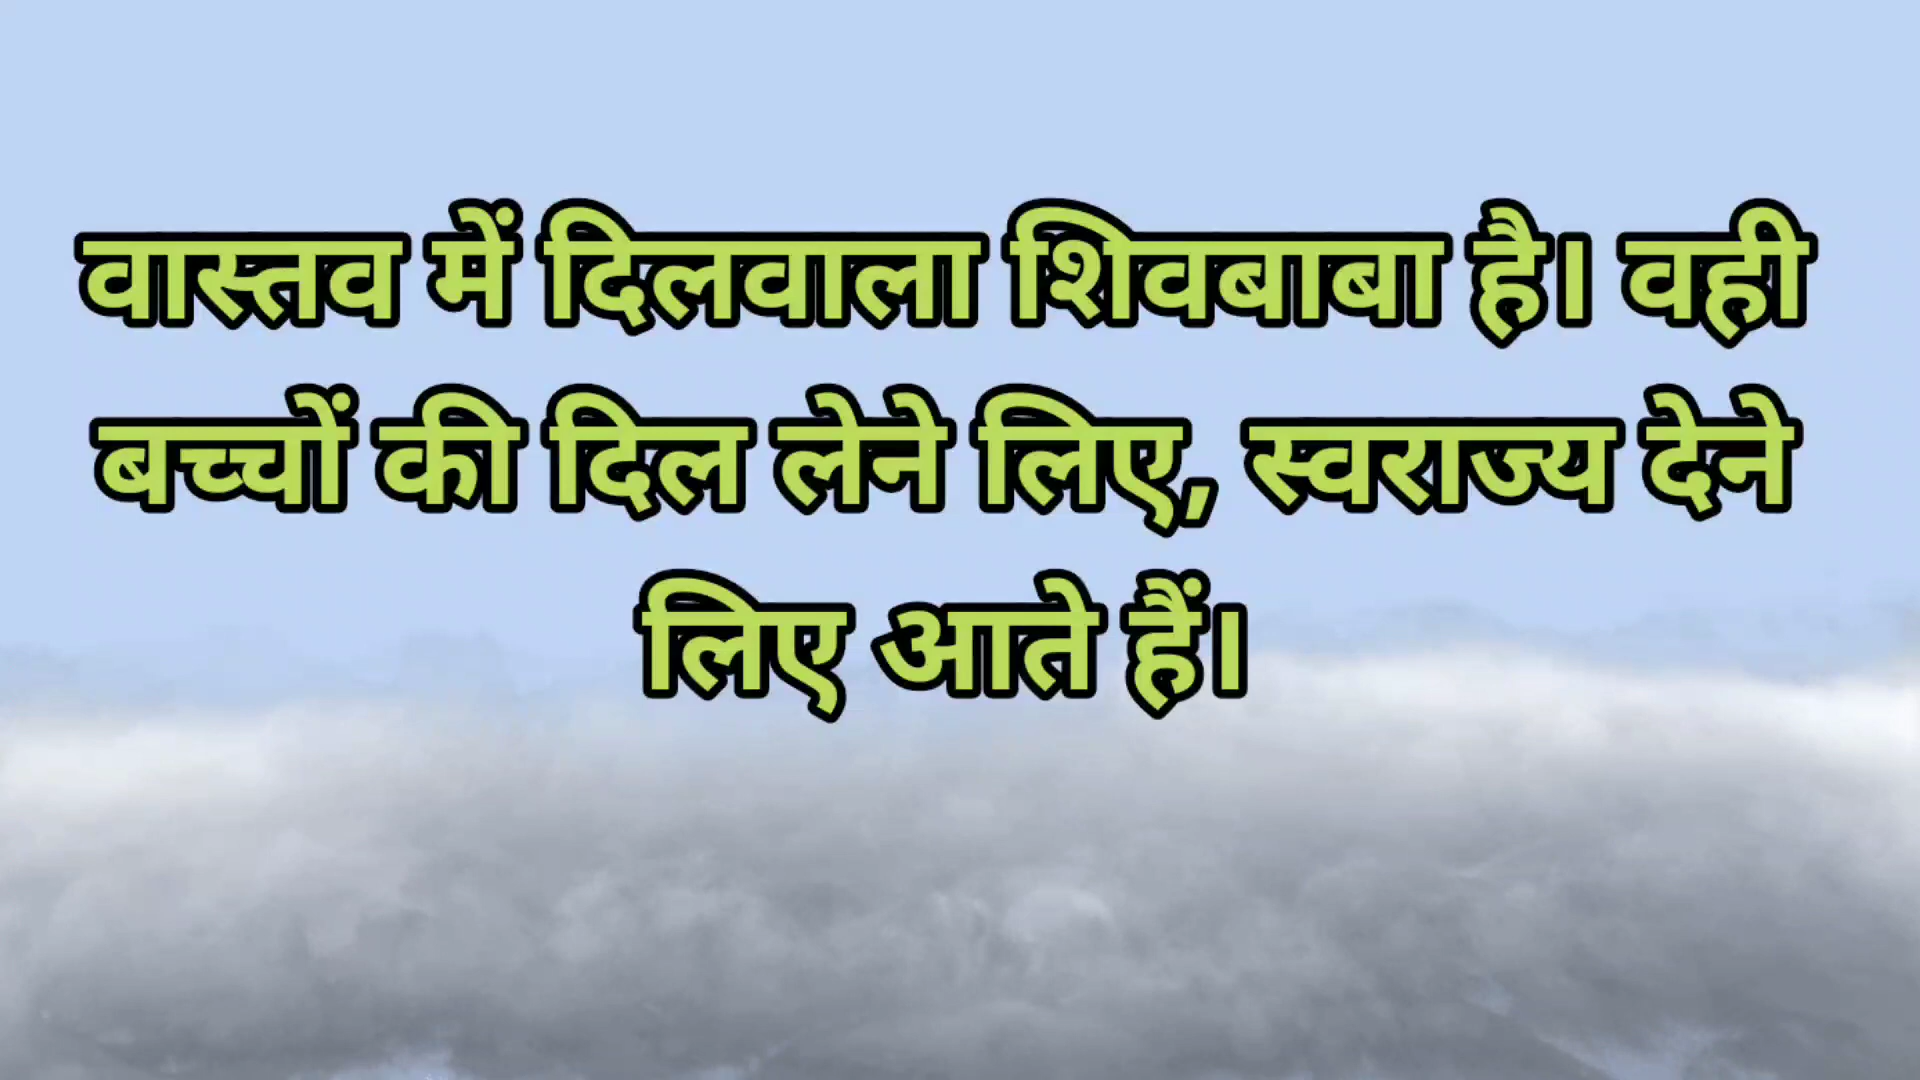 वास्तव में दिलवाला शिवबाबा है। वही
बच्चों की दिल लेने लिए, स्वराज्य देने
लिए आते हैं।